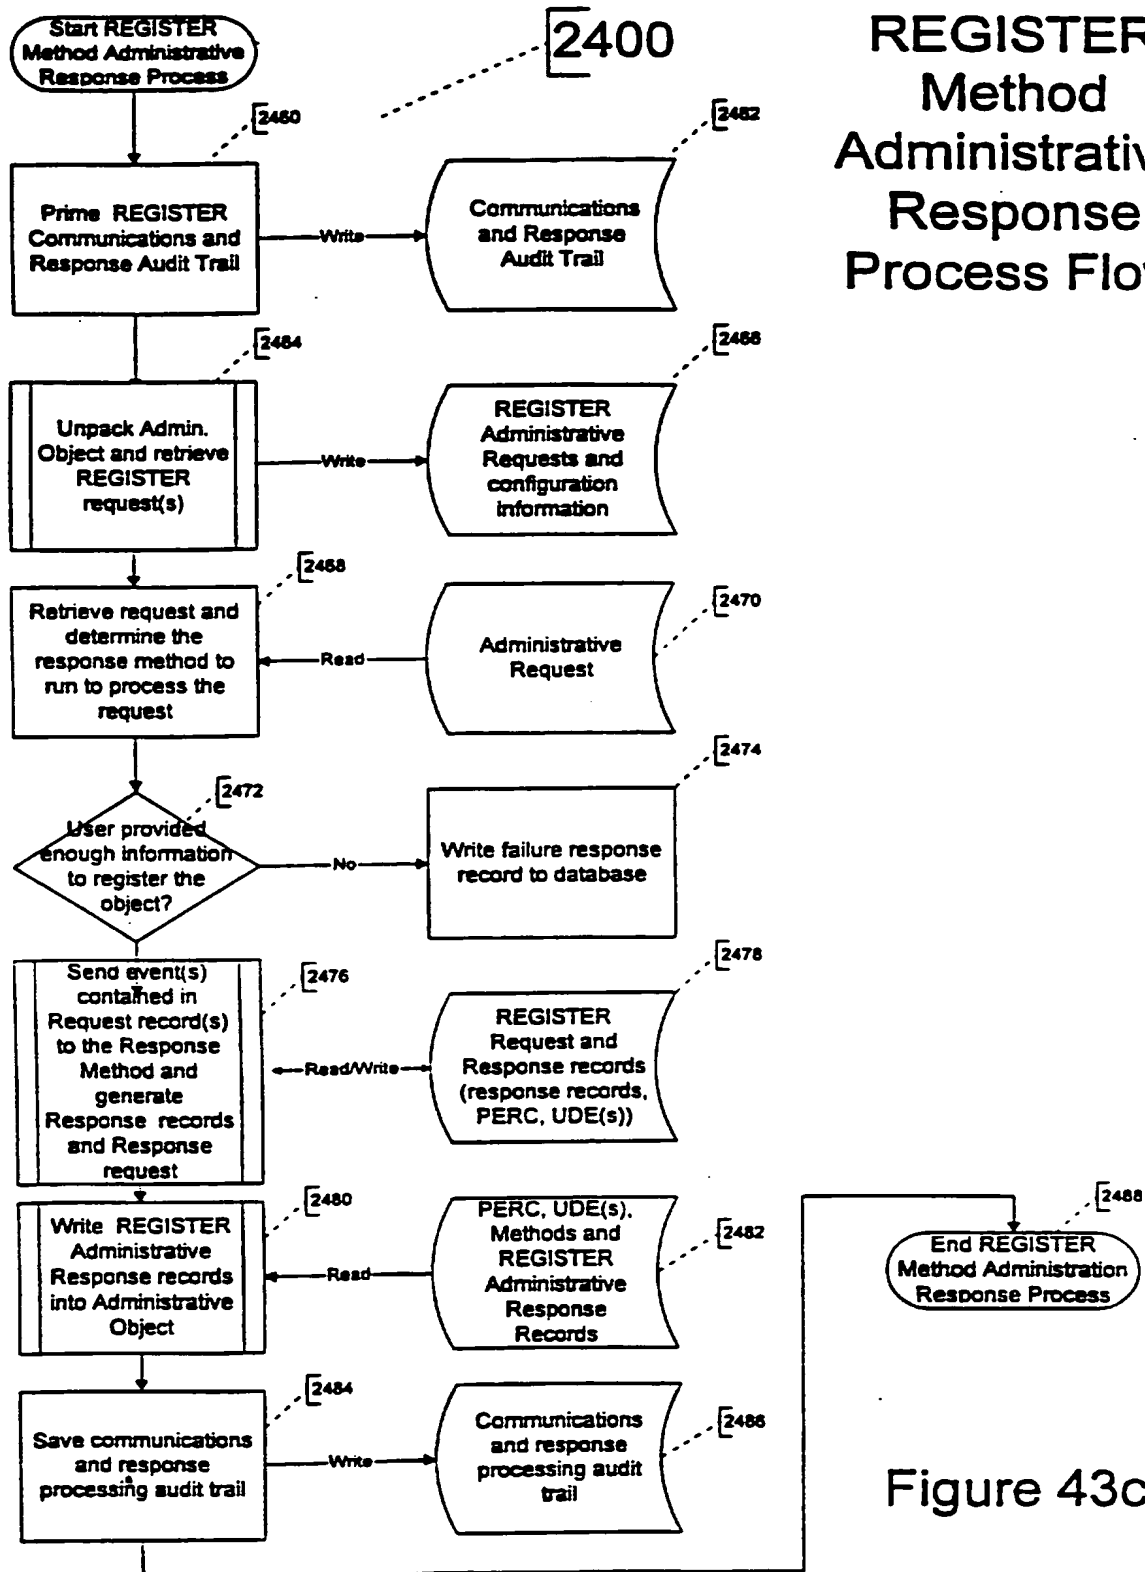 Start REGISTER
Method Administrative
Response Process
2400
REGISTER
Method
Administrativ
Response
Process Flo
2460
2462
Prime REGISTER
Communications and
Response Audit Trail
Write
Communications
and Response
Audit Trail
2464
2466
Unpack Admin.
Object and retrieve
REGISTER
request(s)
Write
REGISTER
Administrative
Requests and
configuration
information
2468
2470
Retrieve request and
determine the
response method to
run to process the
request
Read
Administrative
Request
2472
2474
User provided
enough information
to register the
object?
No
Write failure response
record to database
2476
2478
Send event(s)
contained in
Request record(s)
to the Response
Method and
generate
Response records
and Response
request
Read/Write
REGISTER
Request and
Response records
(response records,
PERC, UDE(s))
2480
2482
Write REGISTER
Administrative
Response records
into Administrative
Object
Read
PERC, UDE(s),
Methods and
REGISTER
Administrative
Response
Records
2488
End REGISTER
Method Administration
Response Process
2484
2486
Save communications
and response
processing audit trail
Write
Communications
and response
processing audit
trail
Figure 43c